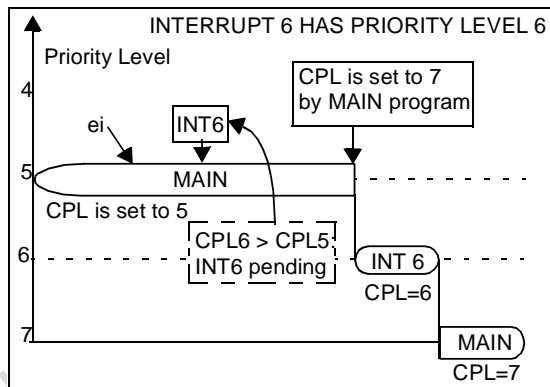 INTERRUPT 6 HAS PRIORITY LEVEL 6
Priority Level
CPL is set to 7
by MAIN program
4
ei
INT6
5
MAIN
CPL is set to 5
CPL6 > CPL5
INT6 pending
6
INT 6
CPL=6
7
MAIN
CPL=7